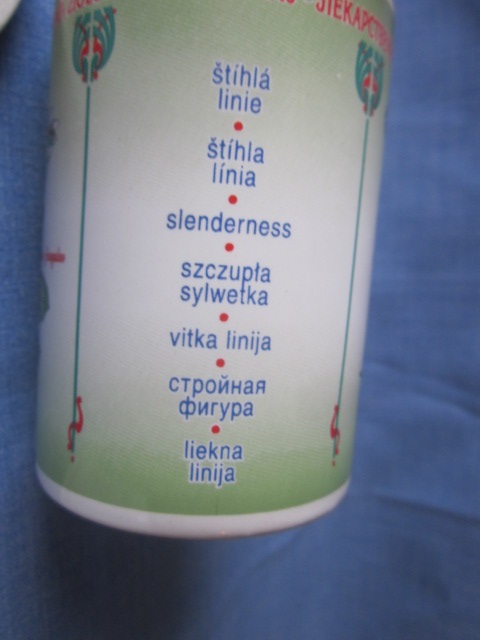 štíhlá
linie
štíhla
línia
slenderness
szczupła
sylwetka
vitka linija
стройная
фигура
liekna
linija